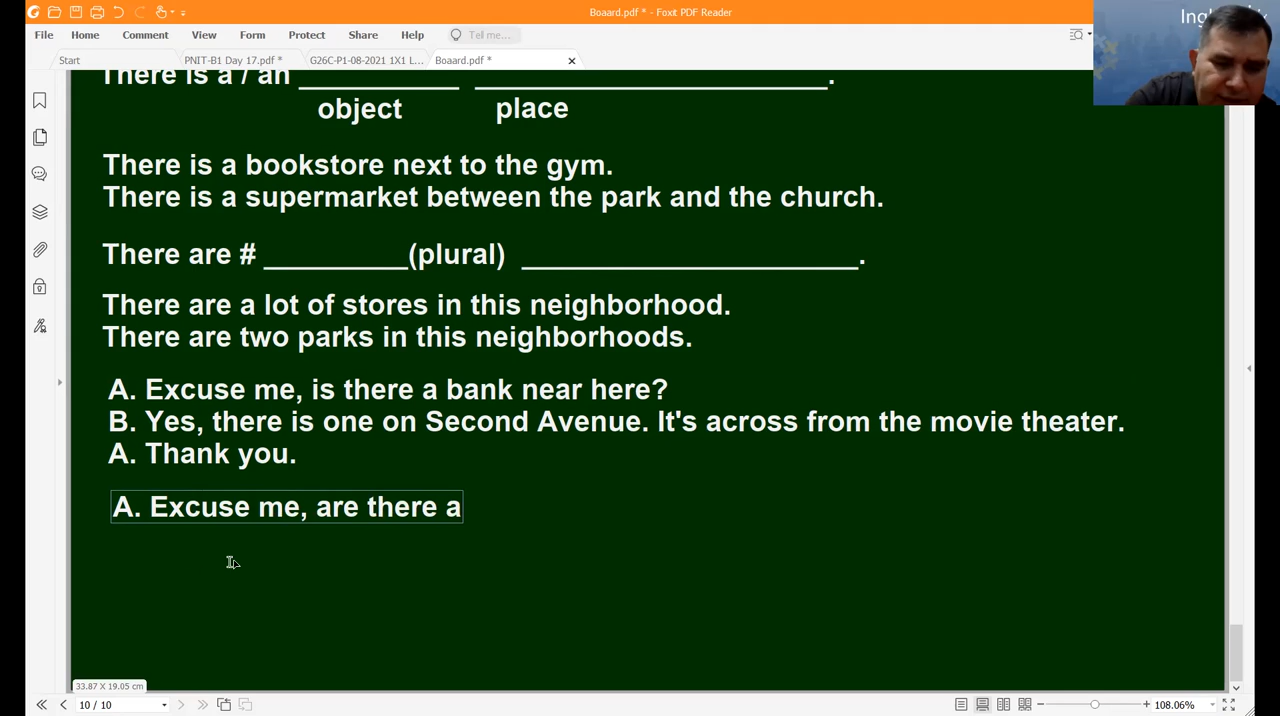 Boaard.pdf * - Foxit PDF Reader
File Home Comment View Form Protect Share Help Tell me...
Start PNIT-B1 Day 17.pdf * G26C-P1-08-2021 1X1 L... Boaard.pdf *
There is a / an __________ ______________________.
object place
There is a bookstore next to the gym.
There is a supermarket between the park and the church.
There are # _________(plural) _____________________.
There are a lot of stores in this neighborhood.
There are two parks in this neighborhoods.
A. Excuse me, is there a bank near here?
B. Yes, there is one on Second Avenue. It's across from the movie theater.
A. Thank you.
A. Excuse me, are there a
33.87 X 19.05 cm
10 / 10 108.06%